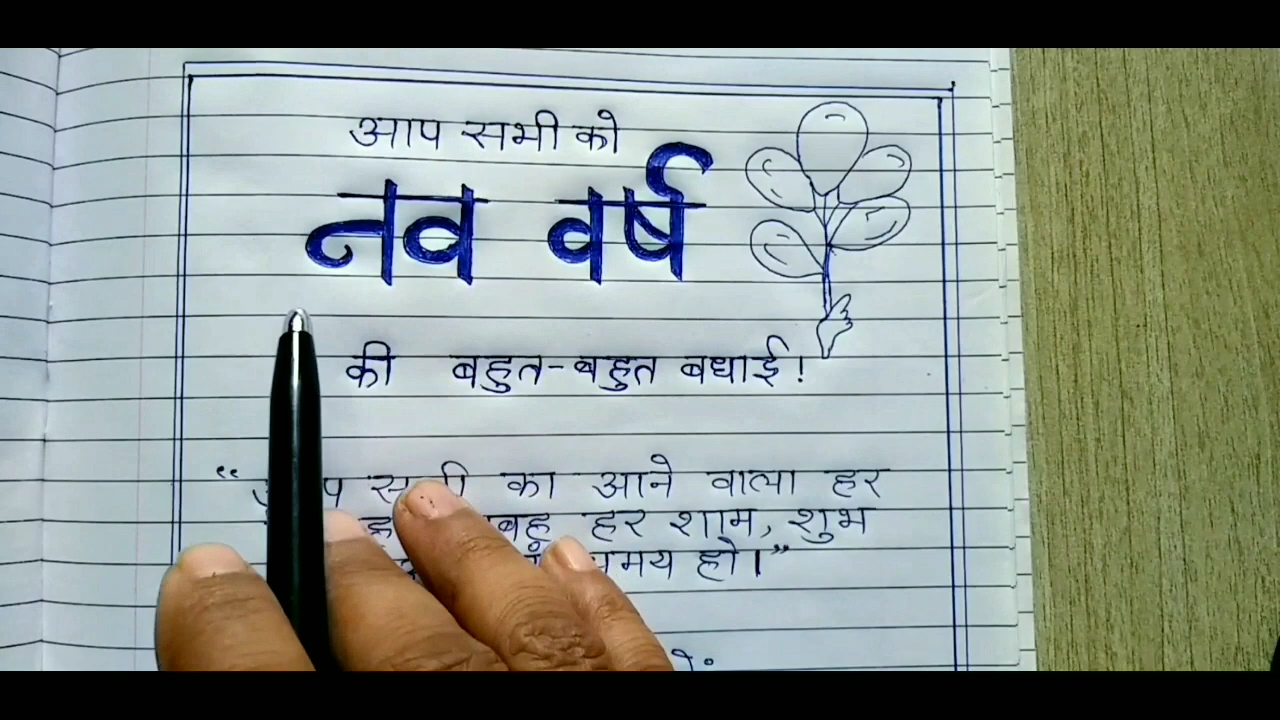 आप सभी को
नव वर्ष
की बहुत-बहुत बधाई!
“ का आने वाला हर
हर शाम, शुभ
हो।”